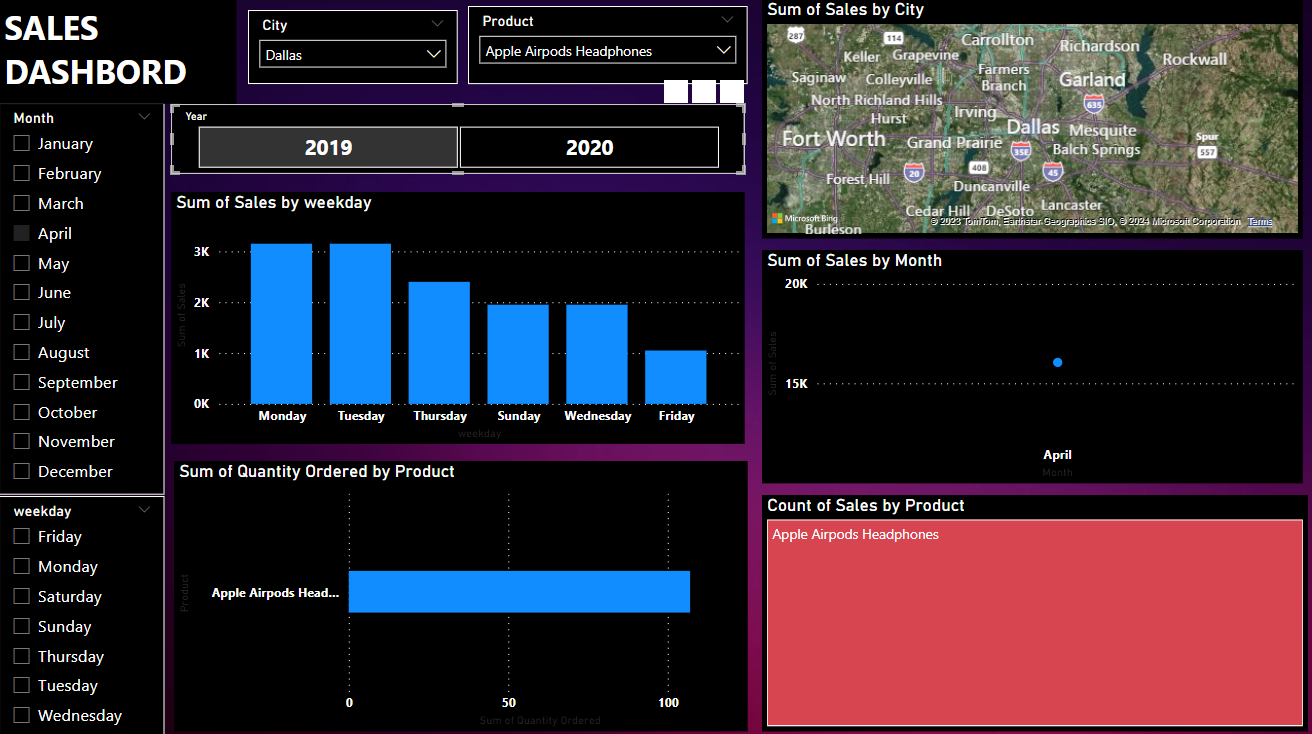 SALES
DASHBORD
City
Dallas
Product
Apple Airpods Headphones
Year
2019
2020
Month
January
February
March
April
May
June
July
August
September
October
November
December
weekday
Friday
Monday
Saturday
Sunday
Thursday
Tuesday
Wednesday
Sum of Sales by weekday
Sum of Sales
3K
2K
1K
0K
Monday Tuesday Thursday Sunday Wednesday Friday
weekday
Sum of Quantity Ordered by Product
Product
Apple Airpods Head...
0 50 100
Sum of Quantity Ordered
Sum of Sales by City
287
114
Carrollton
Richardson
Keller
Grapevine
Rockwall
Saginaw
Colleyville
Farmers
Branch
Garland
North Richland Hills
635
Hurst
Irving
Dallas
Mesquite
Fort Worth
Grand Prairie
35E
Balch Springs
Spur
557
408
20
45
Forest Hill
Duncanville
Cedar Hill
DeSoto
Lancaster
Microsoft Bing
Burleson
© 2023 TomTom, Earthstar Geographics SIO, © 2024 Microsoft Corporation Terms
Sum of Sales by Month
Sum of Sales
20K
15K
April
Month
Count of Sales by Product
Apple Airpods Headphones